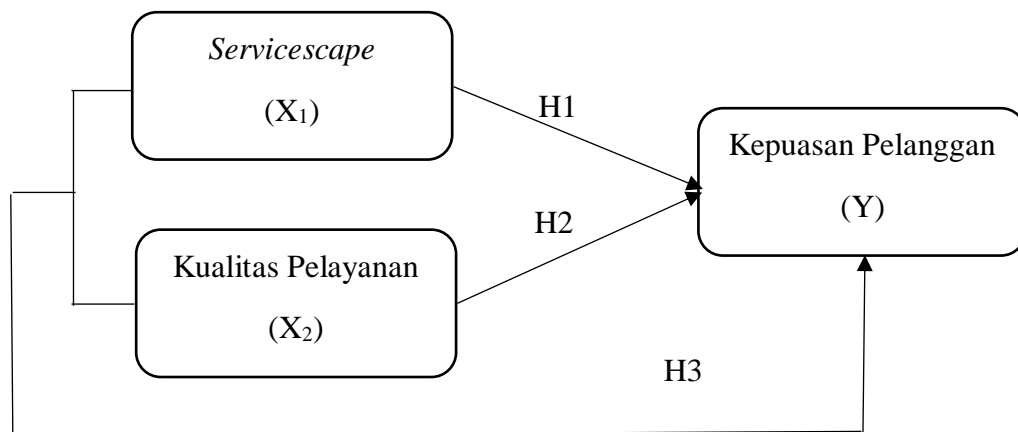 Servicescape
(X₁)
H1
Kepuasan Pelanggan
(Y)
H2
Kualitas Pelayanan
(X₂)
H3